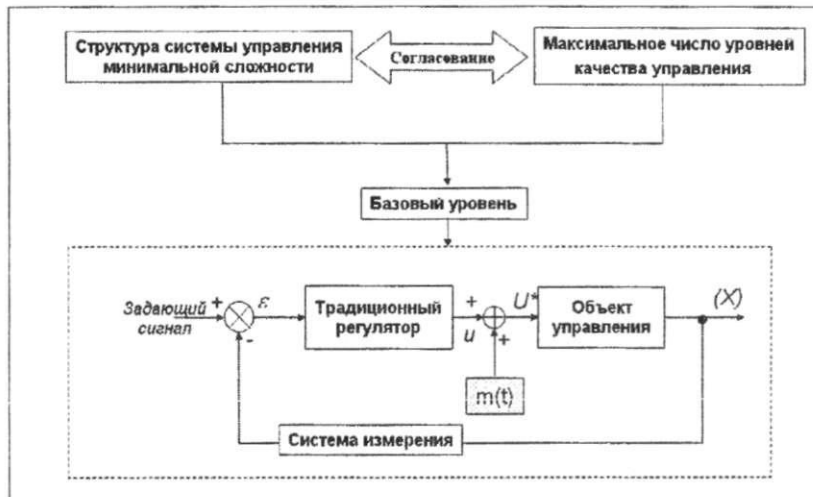 Структура системы управления
минимальной сложности
Согласование
Максимальное число уровней
качества управления
Базовый уровень
Задающий
сигнал
+
-
ε
Традиционный
регулятор
+
u
+
U*
Объект
управления
(X)
m(t)
Система измерения